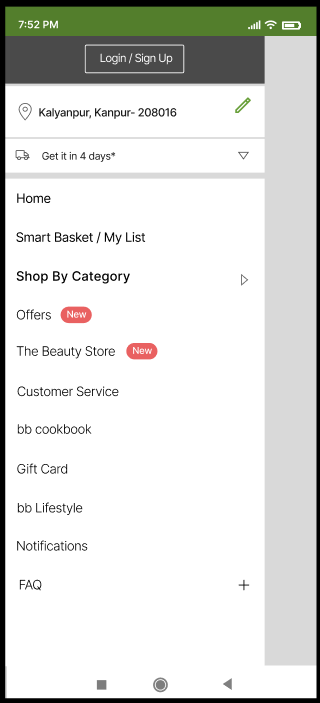 7:52 PM
Login / Sign Up
Kalyanpur, Kanpur- 208016
Get it in 4 days*
Home
Smart Basket / My List
Shop By Category
Offers New
The Beauty Store New
Customer Service
bb cookbook
Gift Card
bb Lifestyle
Notifications
FAQ +